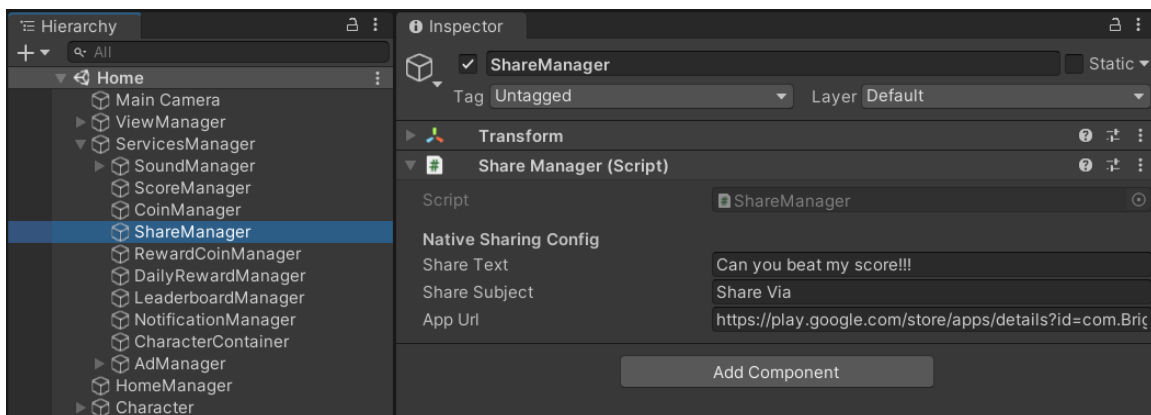 Hierarchy
All
Home
Main Camera
ViewManager
ServicesManager
SoundManager
ScoreManager
CoinManager
ShareManager
RewardCoinManager
DailyRewardManager
LeaderboardManager
NotificationManager
CharacterContainer
AdManager
HomeManager
Character
Inspector
ShareManager Static
Tag Untagged Layer Default
Transform
# Share Manager (Script)
Script ShareManager
Native Sharing Config
Share Text Can you beat my score!!!
Share Subject Share Via
App Url https://play.google.com/store/apps/details?id=com.Brig
Add Component